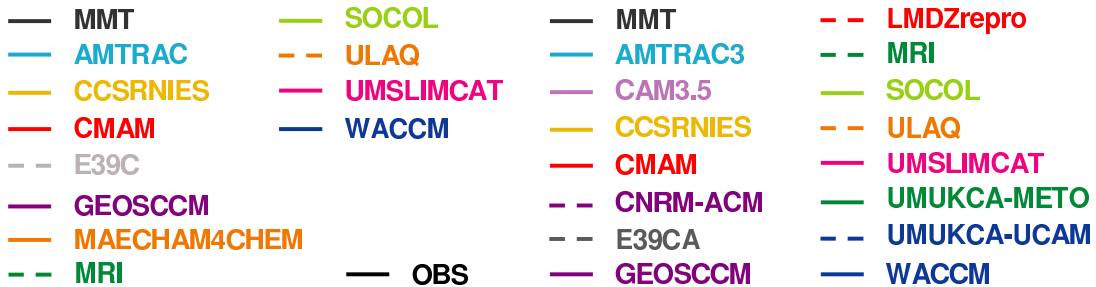 MMT
AMTRAC
CCSRNIES
CMAM
E39C
GEOSCCM
MAECHAM4CHEM
MRI
SOCOL
ULAQ
UMSLIMCAT
WACCM
OBS
MMT
AMTRAC3
CAM3.5
CCSRNIES
CMAM
CNRM-ACM
E39CA
GEOSCCM
LMDZrepro
MRI
SOCOL
ULAQ
UMSLIMCAT
UMUKCA-METO
UMUKCA-UCAM
WACCM